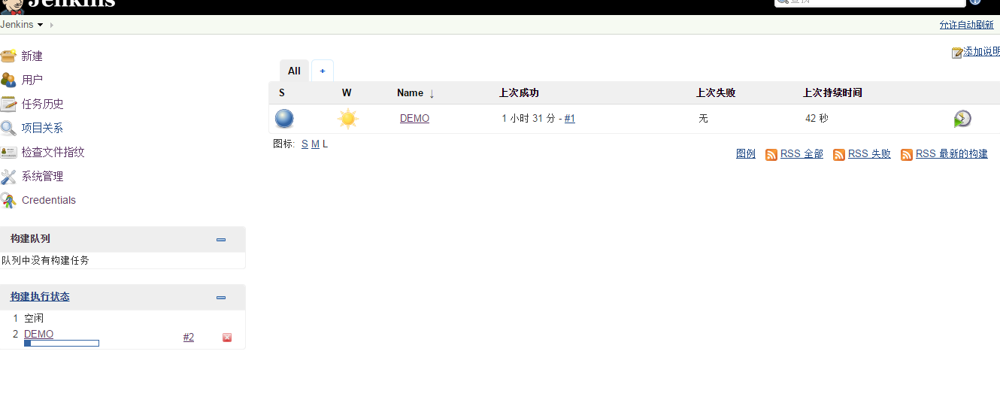 Jenkins
查找
Jenkins
允许自动刷新
新建
用户
任务历史
项目关系
检查文件指纹
系统管理
Credentials
构建队列
队列中没有构建任务
构建执行状态
1 空闲
2 DEMO #2
添加说明
All +
S W Name ↓ 上次成功 上次失败 上次持续时间
DEMO 1 小时 31 分 - #1 无 42 秒
图标: S M L
图例 RSS 全部 RSS 失败 RSS 最新的构建